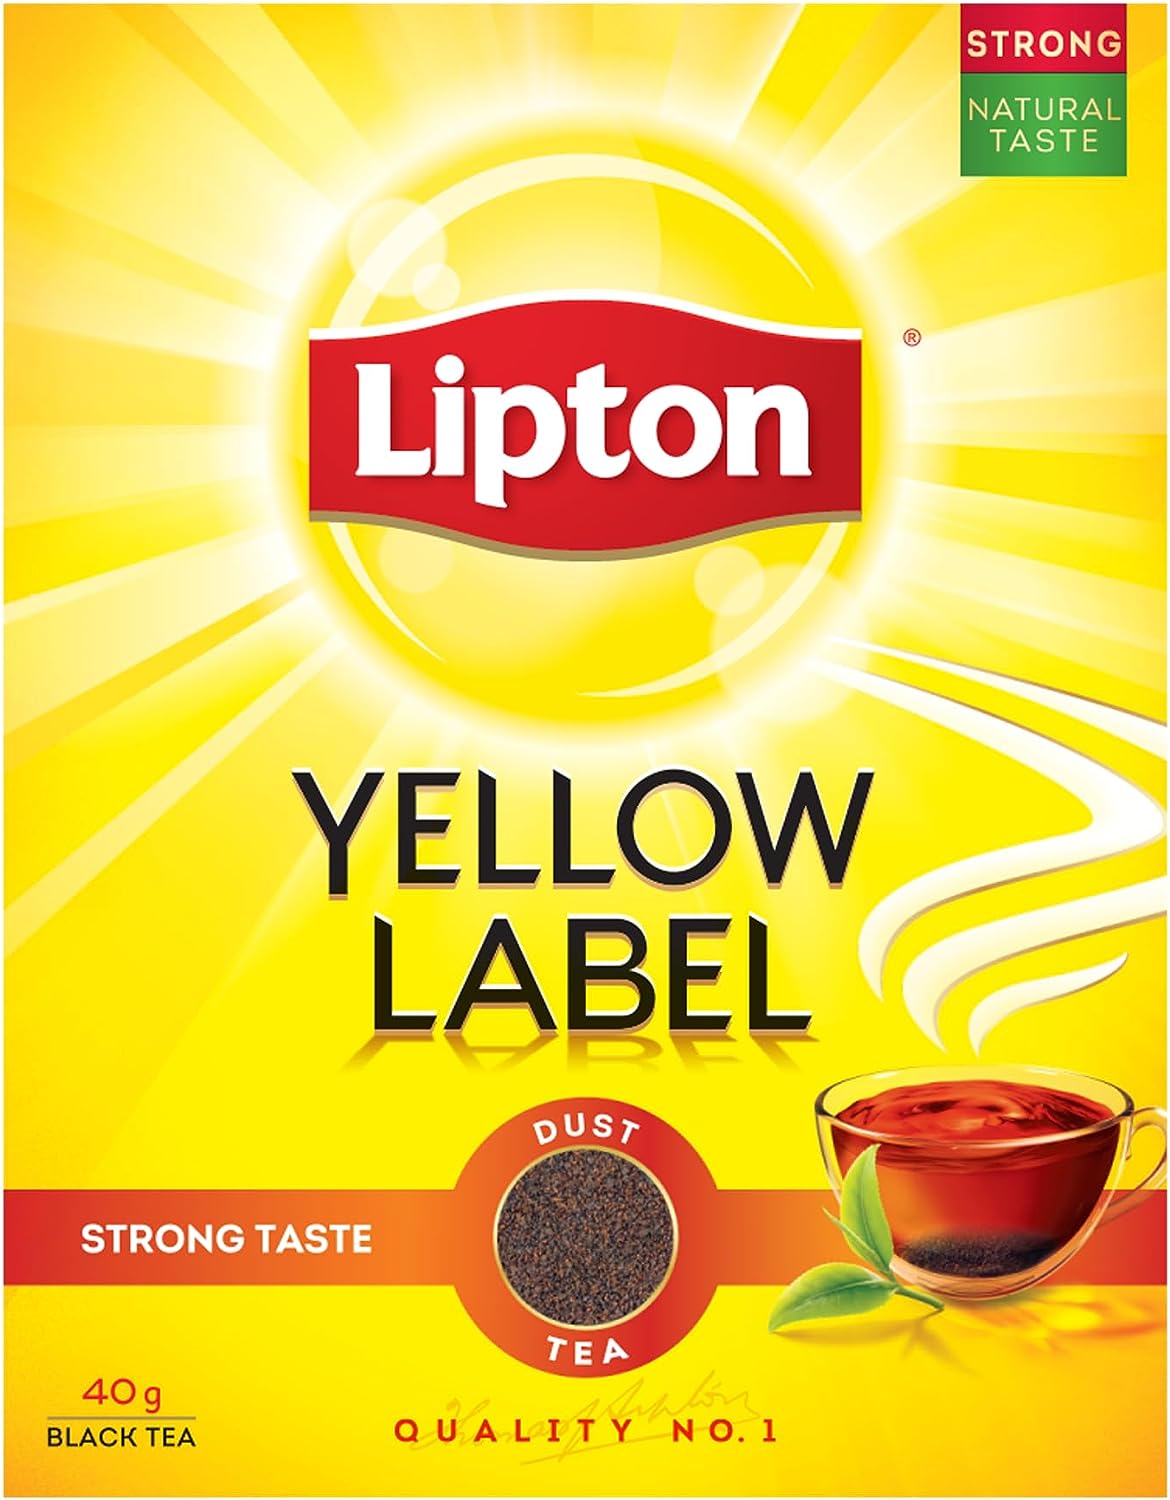 STRONG
NATURAL
TASTE
Lipton
®
YELLOW
LABEL
DUST
STRONG TASTE
TEA
40g
BLACK TEA
QUALITY NO. 1